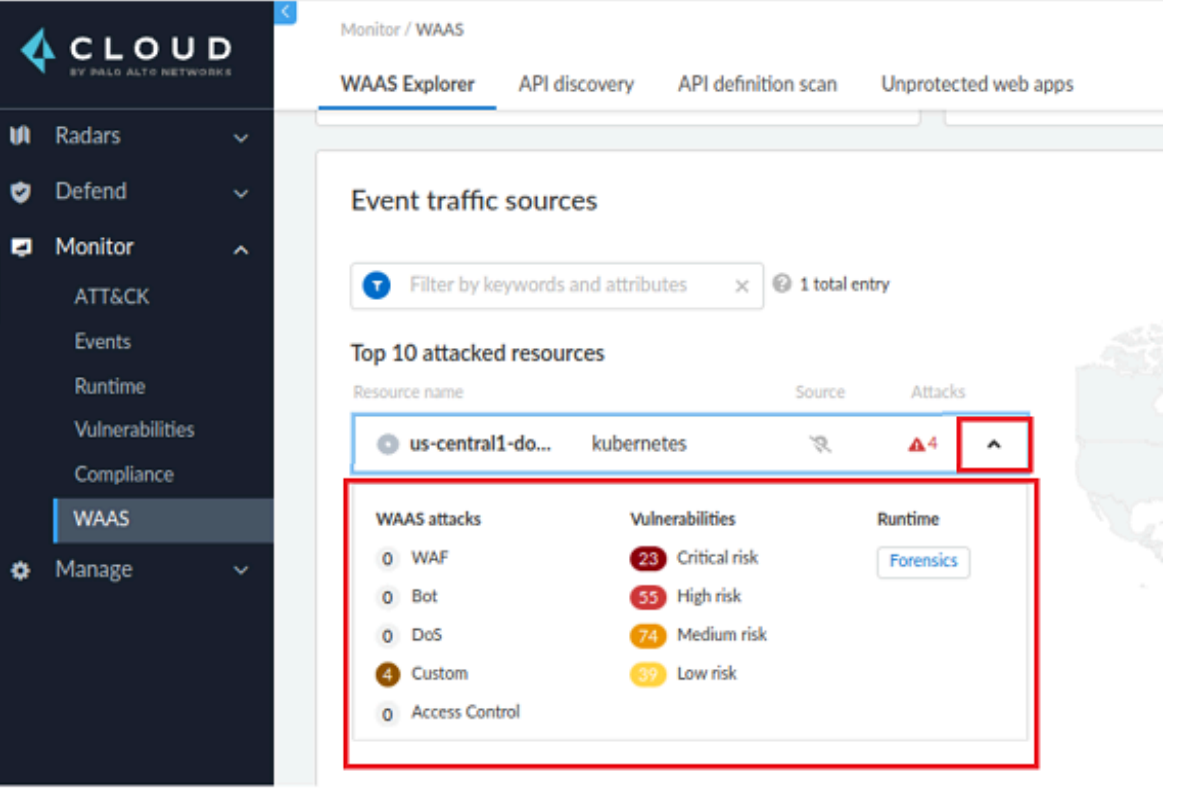 CLOUD
BY PALO ALTO NETWORKS
Radars
Defend
Monitor
ATT&CK
Events
Runtime
Vulnerabilities
Compliance
WAAS
Manage
Monitor / WAAS
WAAS Explorer API discovery API definition scan Unprotected web apps
Event traffic sources
Filter by keywords and attributes 1 total entry
Top 10 attacked resources
Resource name Source Attacks
us-central1-do... kubernetes 4
WAAS attacks Vulnerabilities Runtime
0 WAF 23 Critical risk Forensics
0 Bot 55 High risk
0 DoS 74 Medium risk
4 Custom 39 Low risk
0 Access Control